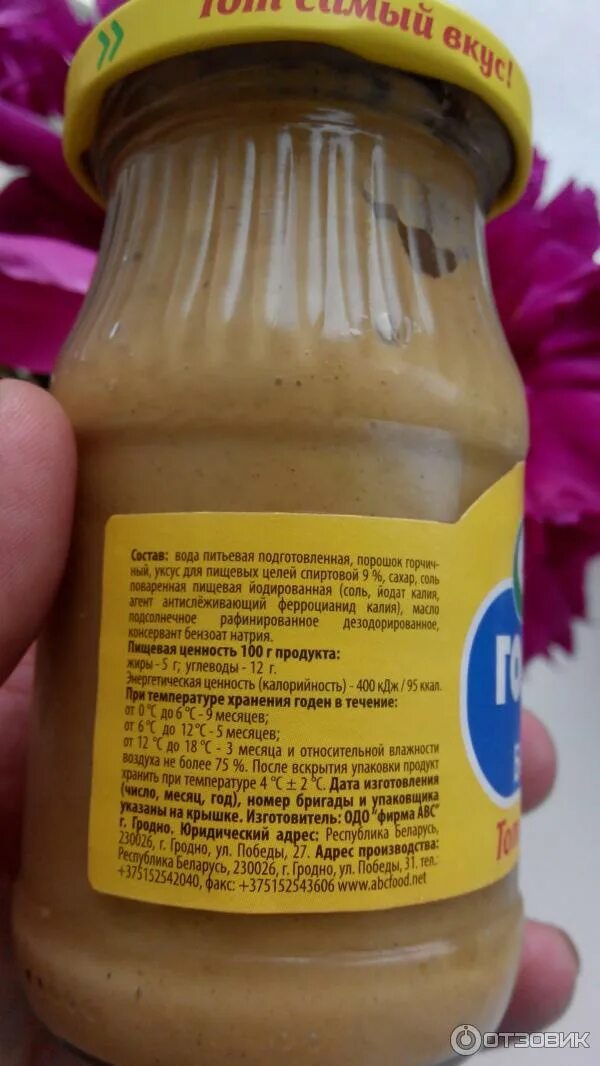 Тот самый вкус!
Состав: вода питьевая подготовленная, порошок горчич-
ный, уксус для пищевых целей спиртовой 9 %, сахар, соль
поваренная пищевая йодированная (соль, йодат калия,
агент антислёживающий ферроцианид калия), масло
подсолнечное рафинированное дезодорированное,
консервант бензоат натрия.
Пищевая ценность 100 г продукта:
жиры - 5 г; углеводы - 12 г.
Энергетическая ценность (калорийность) - 400 кДж / 95 ккал.
При температуре хранения годен в течение:
от 0 °С до 6 °С - 9 месяцев;
от 6 °С до 12 °С - 5 месяцев;
от 12 °С до 18 °С - 3 месяца и относительной влажности
воздуха не более 75 %. После вскрытия упаковки продукт
хранить при температуре 4 °С ± 2 °С. Дата изготовления
(число, месяц, год), номер бригады и упаковщика
указаны на крышке. Изготовитель: ОДО "фирма АВС"
г. Гродно. Юридический адрес: Республика Беларусь,
230026, г. Гродно, ул. Победы, 27. Адрес производства:
Республика Беларусь, 230026, г. Гродно, ул. Победы, 31. тел.:
+375152542040, факс: +375152543606 www.abcfood.net
ГО
Б
Тот
ОТЗОВИК